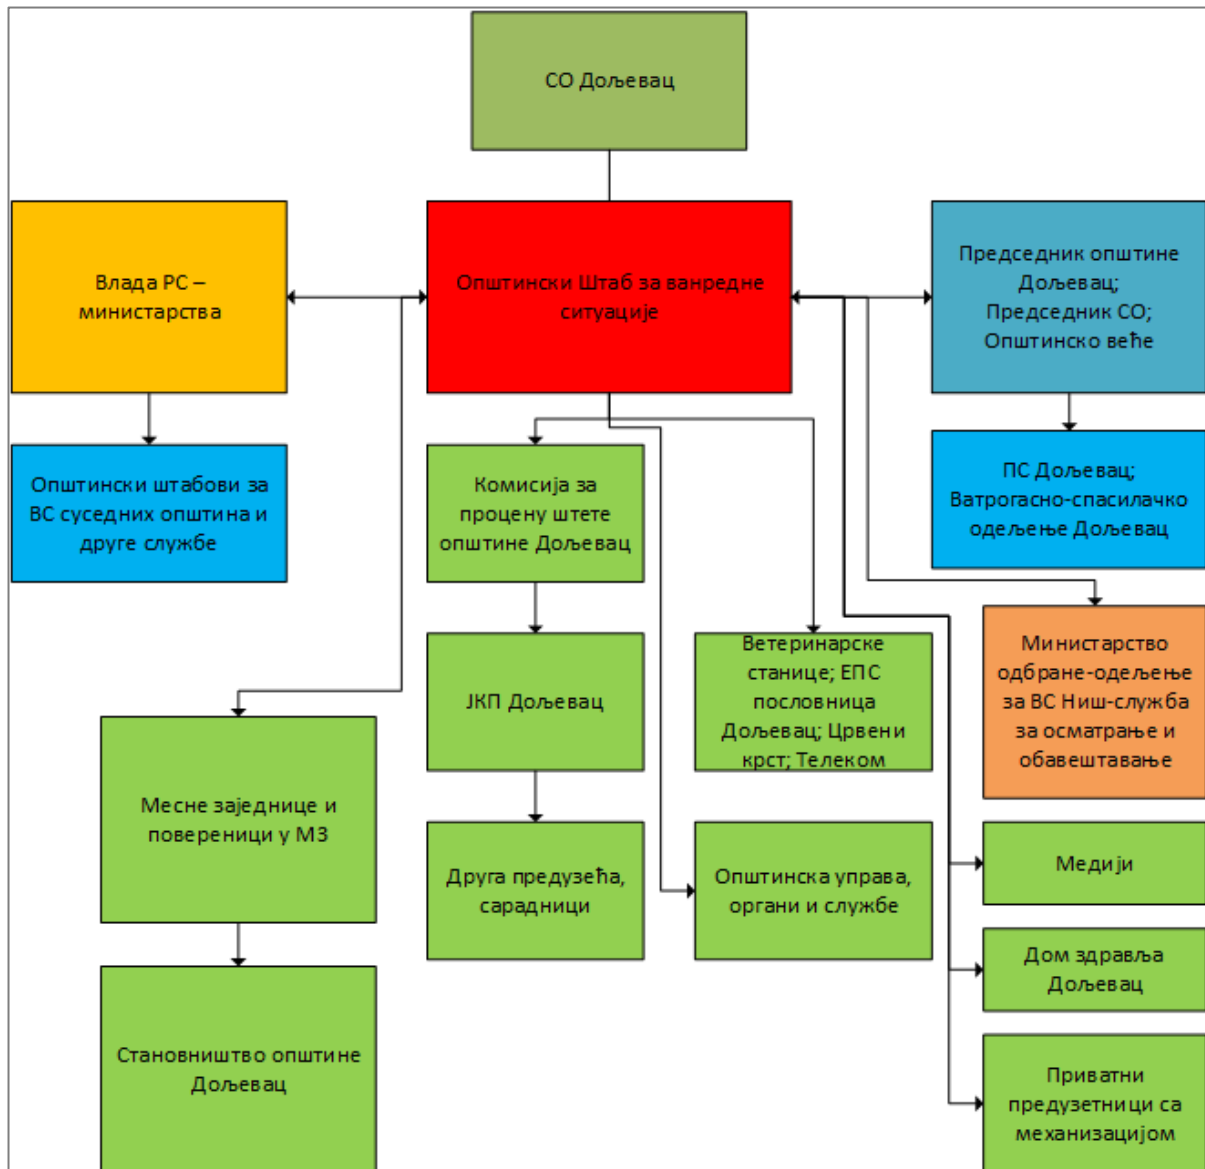 СО Дољевац
Влада РС –
министарства
Општински Штаб за ванредне
ситуације
Председник општине
Дољевац;
Председник СО;
Општинско веће
Општински штабови за
ВС суседних општина и
друге службе
Комисија за
процену штете
општине Дољевац
ПС Дољевац;
Ватрогасно-спасилачко
одељење Дољевац
ЈКП Дољевац
Ветеринарске
станице; ЕПС
пословница
Дољевац; Црвени
крст; Телеком
Министарство
одбране-одељење
за ВС Ниш-служба
за осматрање и
обавештавање
Месне заједнице и
повереници у МЗ
Друга предузећа,
сарадници
Општинска управа,
органи и службе
Медији
Дом здравља
Дољевац
Становништво општине
Дољевац
Приватни
предузетници са
механизацијом